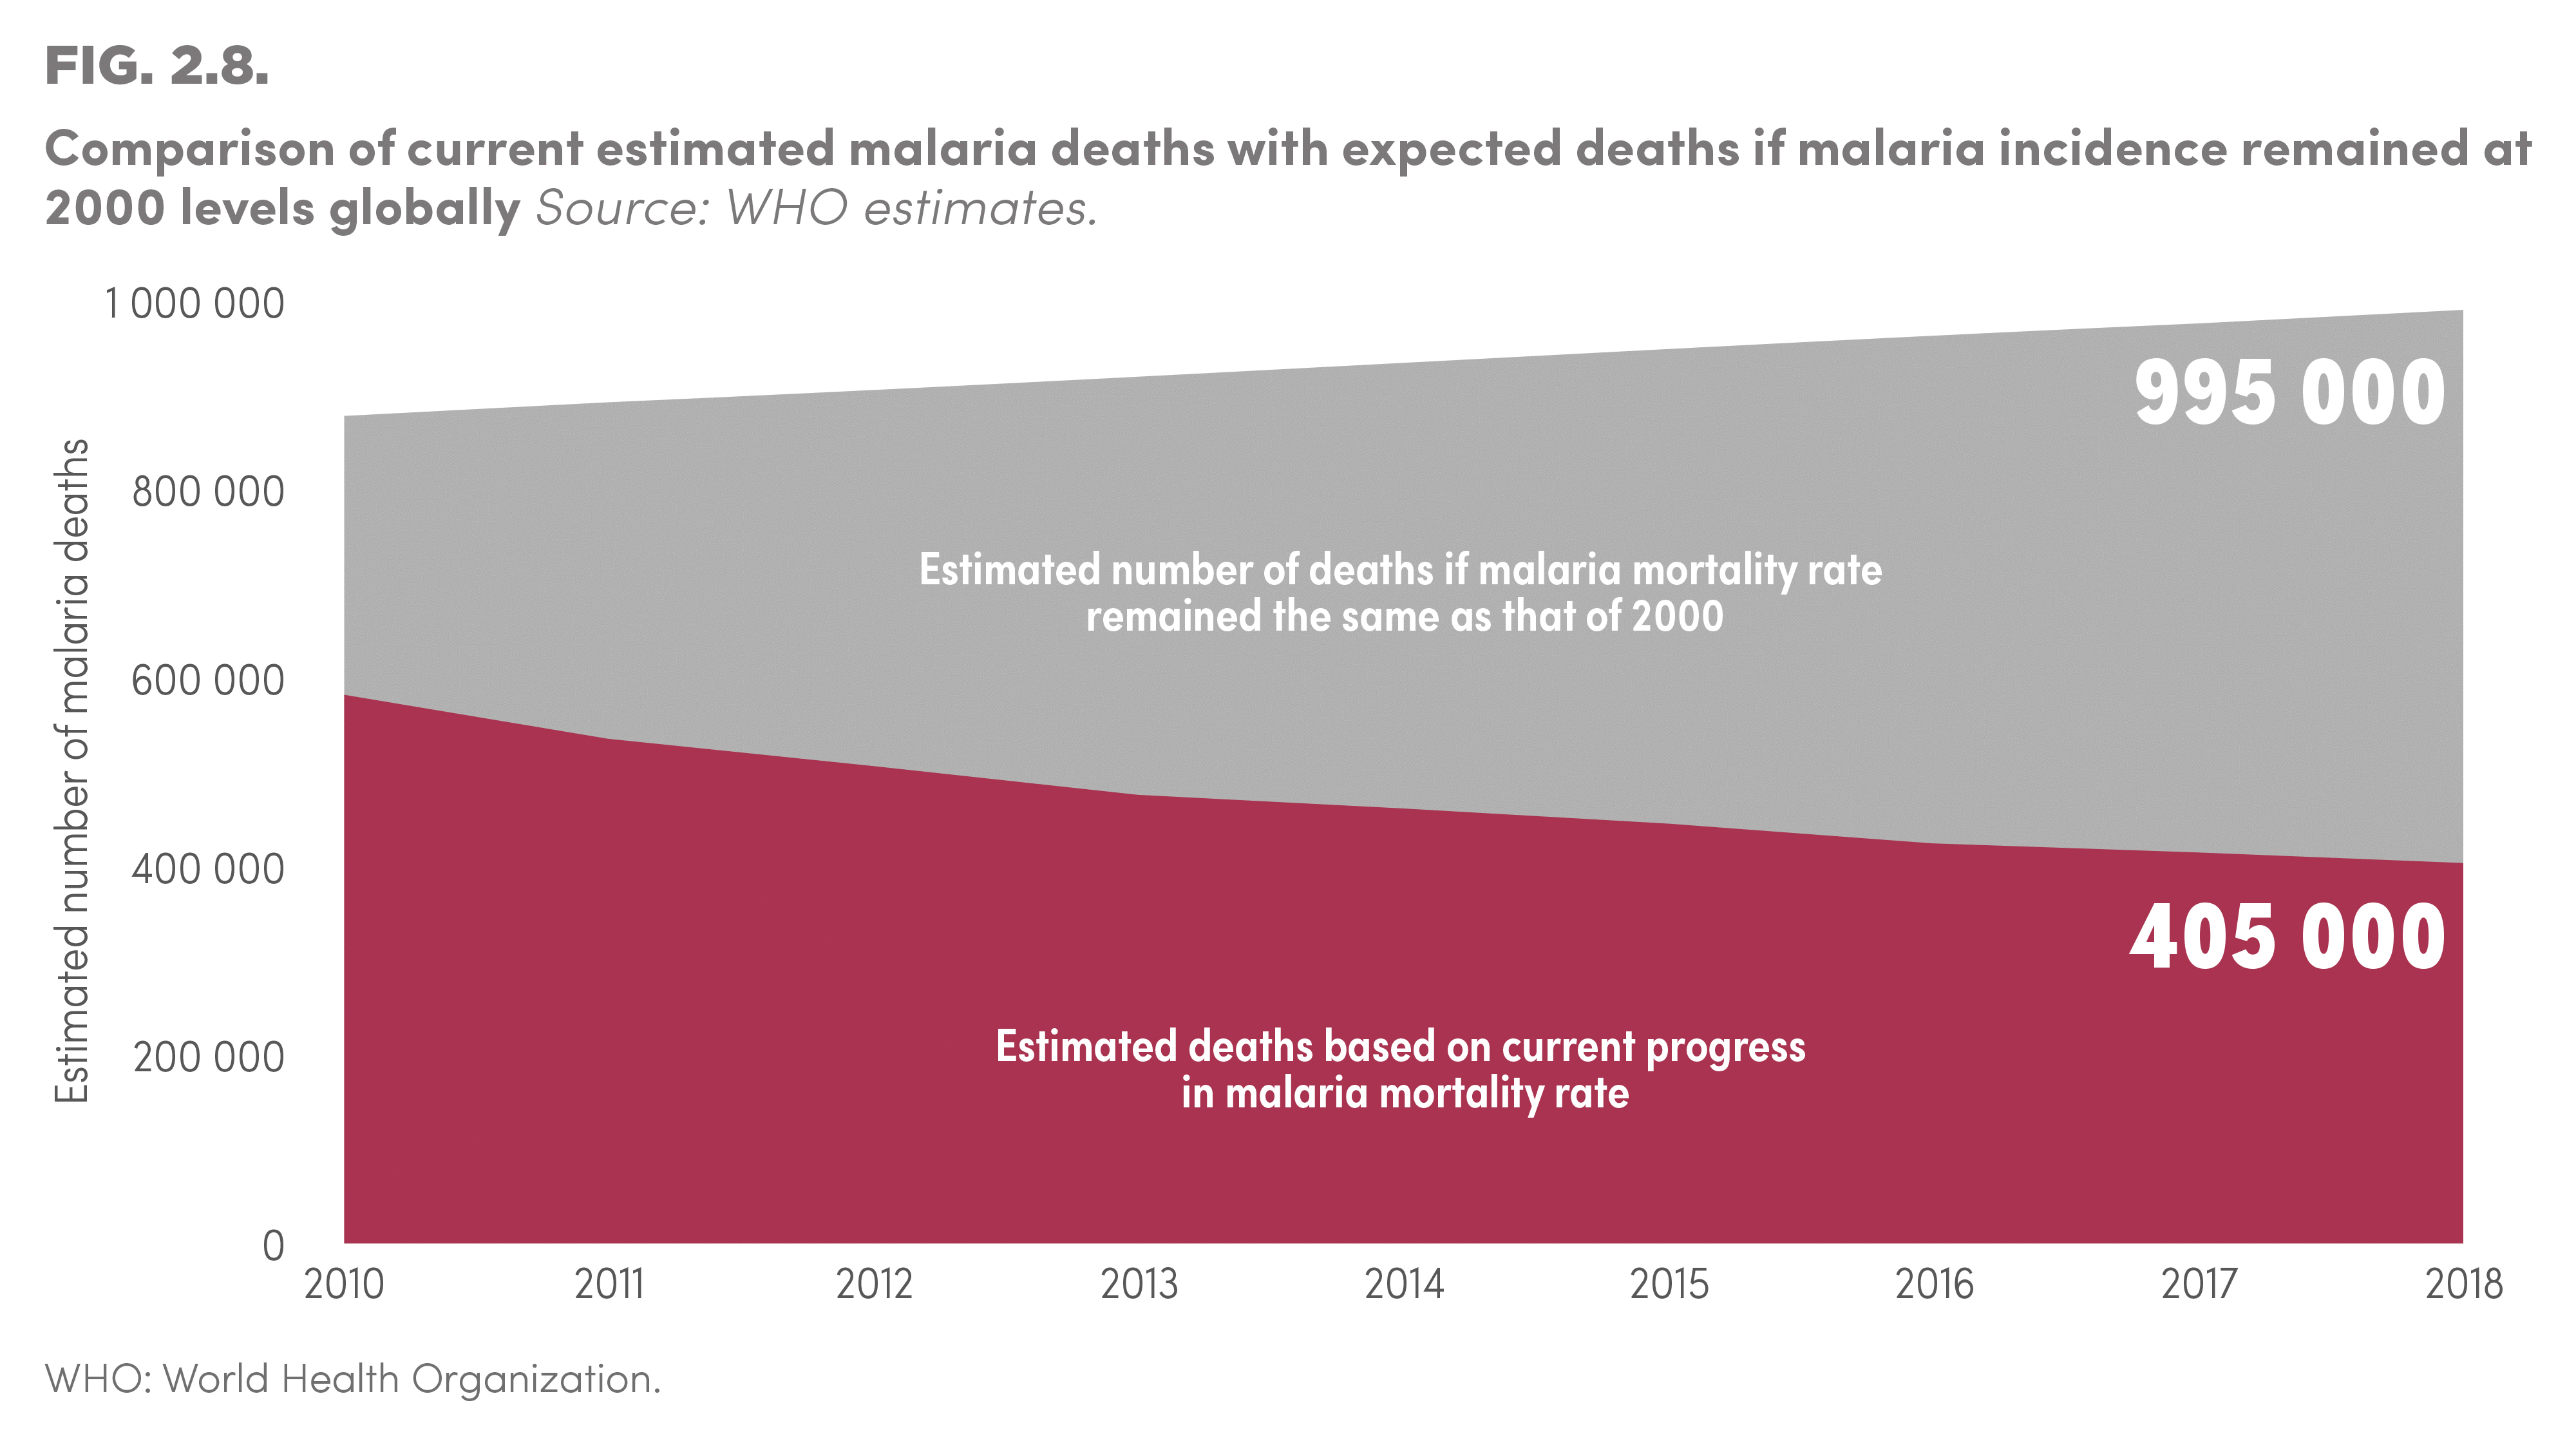 FIG. 2.8.
Comparison of current estimated malaria deaths with expected deaths if malaria incidence remained at
2000 levels globally Source: WHO estimates.
1 000 000
800 000
600 000
400 000
200 000
0
Estimated number of malaria deaths
995 000
Estimated number of deaths if malaria mortality rate
remained the same as that of 2000
405 000
Estimated deaths based on current progress
in malaria mortality rate
2010 2011 2012 2013 2014 2015 2016 2017 2018
WHO: World Health Organization.